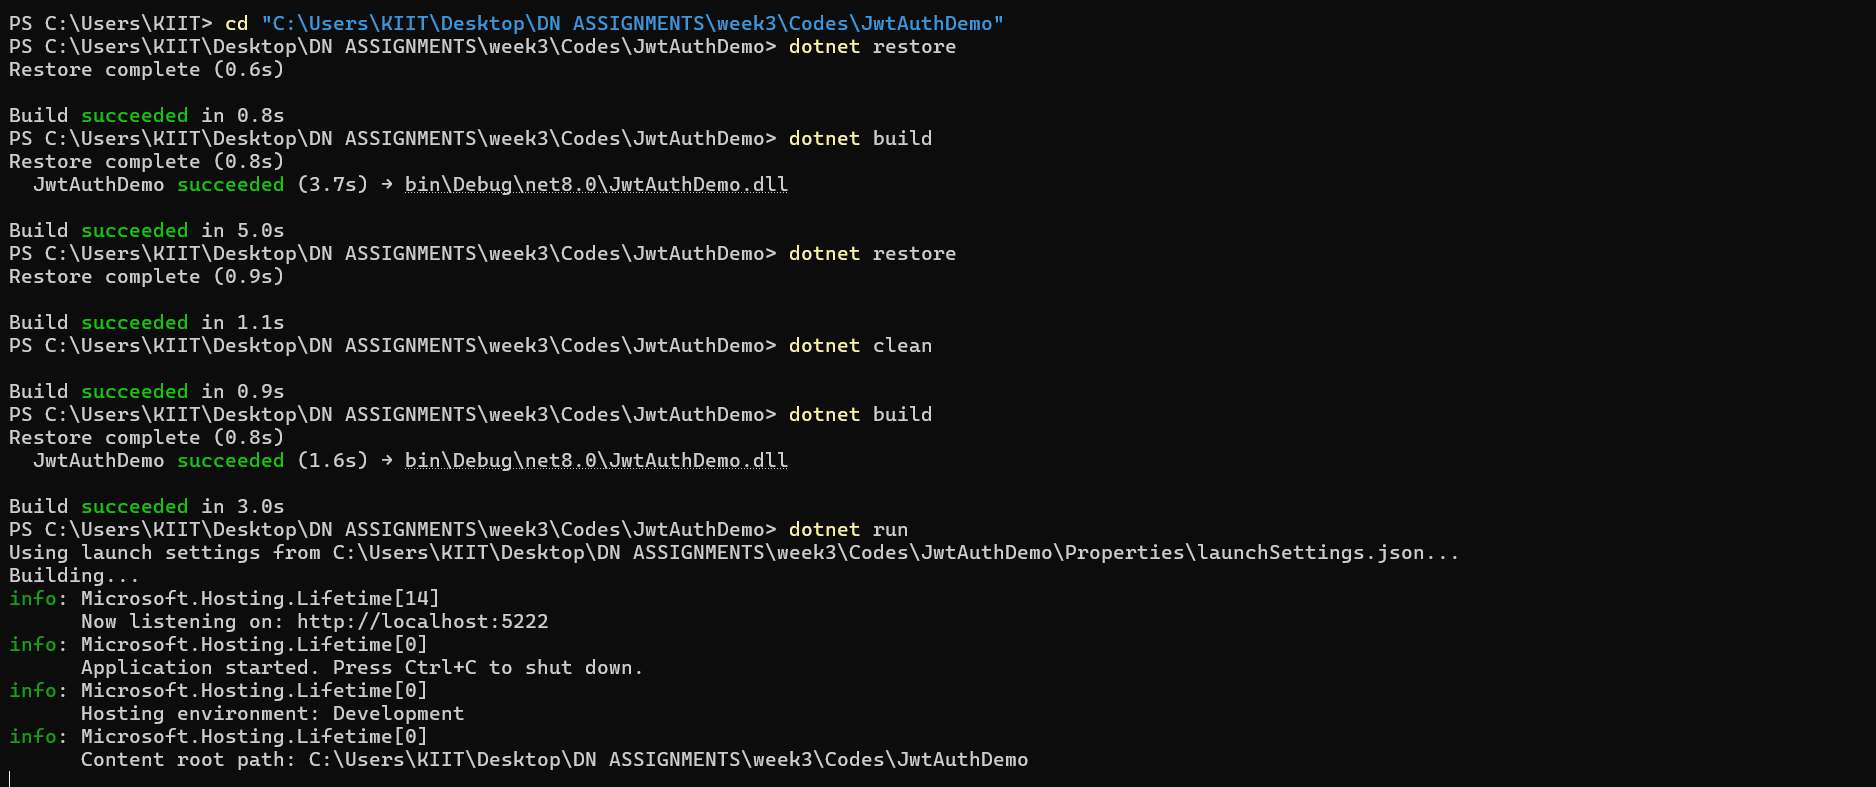 PS C:\Users\KIIT> cd "C:\Users\KIIT\Desktop\DN ASSIGNMENTS\week3\Codes\JwtAuthDemo"
PS C:\Users\KIIT\Desktop\DN ASSIGNMENTS\week3\Codes\JwtAuthDemo> dotnet restore
Restore complete (0.6s)

Build succeeded in 0.8s
PS C:\Users\KIIT\Desktop\DN ASSIGNMENTS\week3\Codes\JwtAuthDemo> dotnet build
Restore complete (0.8s)
  JwtAuthDemo succeeded (3.7s) → bin\Debug\net8.0\JwtAuthDemo.dll

Build succeeded in 5.0s
PS C:\Users\KIIT\Desktop\DN ASSIGNMENTS\week3\Codes\JwtAuthDemo> dotnet restore
Restore complete (0.9s)

Build succeeded in 1.1s
PS C:\Users\KIIT\Desktop\DN ASSIGNMENTS\week3\Codes\JwtAuthDemo> dotnet clean

Build succeeded in 0.9s
PS C:\Users\KIIT\Desktop\DN ASSIGNMENTS\week3\Codes\JwtAuthDemo> dotnet build
Restore complete (0.8s)
  JwtAuthDemo succeeded (1.6s) → bin\Debug\net8.0\JwtAuthDemo.dll

Build succeeded in 3.0s
PS C:\Users\KIIT\Desktop\DN ASSIGNMENTS\week3\Codes\JwtAuthDemo> dotnet run
Using launch settings from C:\Users\KIIT\Desktop\DN ASSIGNMENTS\week3\Codes\JwtAuthDemo\Properties\launchSettings.json...
Building...
info: Microsoft.Hosting.Lifetime[14]
      Now listening on: http://localhost:5222
info: Microsoft.Hosting.Lifetime[0]
      Application started. Press Ctrl+C to shut down.
info: Microsoft.Hosting.Lifetime[0]
      Hosting environment: Development
info: Microsoft.Hosting.Lifetime[0]
      Content root path: C:\Users\KIIT\Desktop\DN ASSIGNMENTS\week3\Codes\JwtAuthDemo